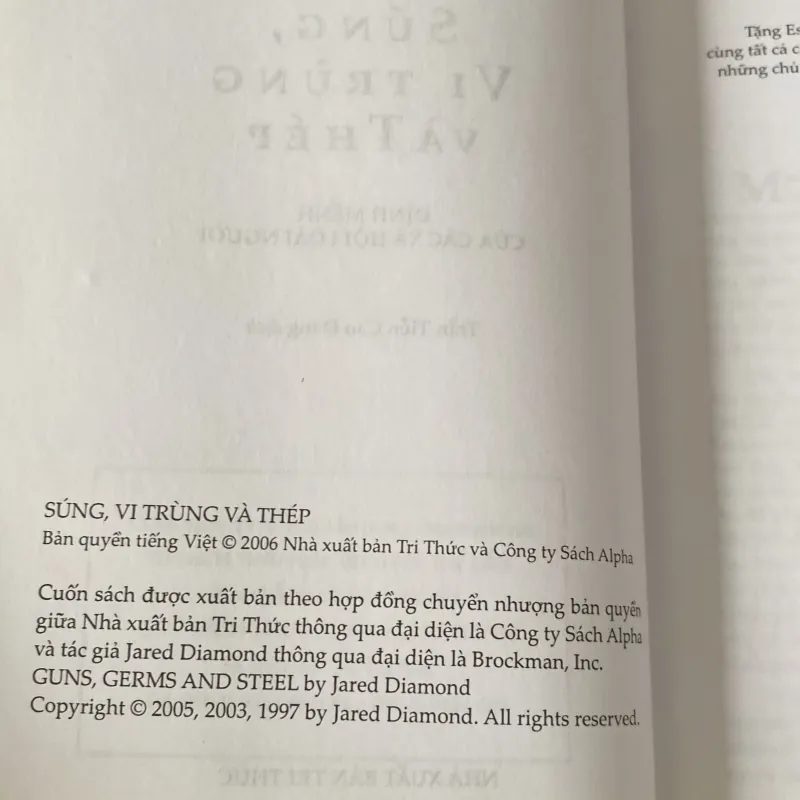 SÚNG, VI TRÙNG VÀ THÉP
Bản quyền tiếng Việt © 2006 Nhà xuất bản Tri Thức và Công ty Sách Alpha
Cuốn sách được xuất bản theo hợp đồng chuyển nhượng bản quyền
giữa Nhà xuất bản Tri Thức thông qua đại diện là Công ty Sách Alpha
và tác giả Jared Diamond thông qua đại diện là Brockman, Inc.
GUNS, GERMS AND STEEL by Jared Diamond
Copyright © 2005, 2003, 1997 by Jared Diamond. All rights reserved.
Tặng Es
cùng tất cả c
những chủ